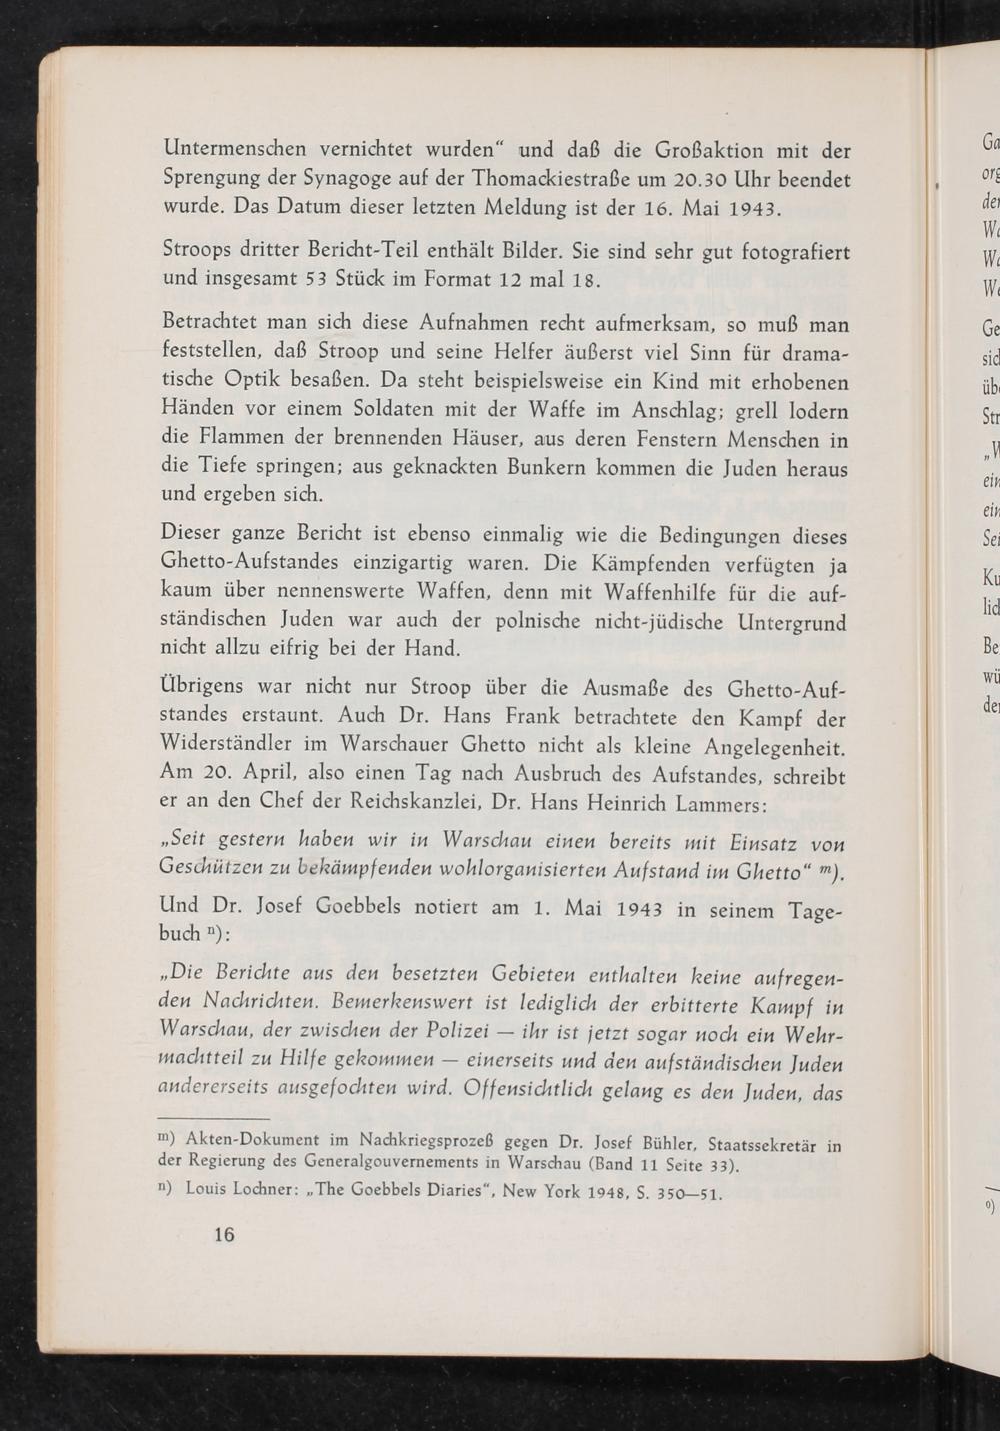 Untermenschen vernichtet wurden“ und daß die Großaktion mit der
Sprengung der Synagoge auf der Thomackiestraße um 20.30 Uhr beendet
wurde. Das Datum dieser letzten Meldung ist der 16. Mai 1943.
Stroops dritter Bericht-Teil enthält Bilder. Sie sind sehr gut fotografiert
und insgesamt 53 Stück im Format 12 mal 18.
Betrachtet man sich diese Aufnahmen recht aufmerksam, so muß man
feststellen, daß Stroop und seine Helfer äußerst viel Sinn für drama-
tische Optik besaßen. Da steht beispielsweise ein Kind mit erhobenen
Händen vor einem Soldaten mit der Waffe im Anschlag; grell lodern
die Flammen der brennenden Häuser, aus deren Fenstern Menschen in
die Tiefe springen; aus geknackten Bunkern kommen die Juden heraus
und ergeben sich.
Dieser ganze Bericht ist ebenso einmalig wie die Bedingungen dieses
Ghetto-Aufstandes einzigartig waren. Die Kämpfenden verfügten ja
kaum über nennenswerte Waffen, denn mit Waffenhilfe für die auf-
ständischen Juden war auch der polnische nicht-jüdische Untergrund
nicht allzu eifrig bei der Hand.
Übrigens war nicht nur Stroop über die Ausmaße des Ghetto-Auf-
standes erstaunt. Auch Dr. Hans Frank betrachtete den Kampf der
Widerständler im Warschauer Ghetto nicht als kleine Angelegenheit.
Am 20. April, also einen Tag nach Ausbruch des Aufstandes, schreibt
er an den Chef der Reichskanzlei, Dr. Hans Heinrich Lammers:
„Seit gestern haben wir in Warschau einen bereits mit Einsatz von
Geschützen zu bekämpfenden wohlorganisierten Aufstand im Ghetto“ m).
Und Dr. Josef Goebbels notiert am 1. Mai 1943 in seinem Tage-
buch n):
„Die Berichte aus den besetzten Gebieten enthalten keine aufregen-
den Nachrichten. Bemerkenswert ist lediglich der erbitterte Kampf in
Warschau, der zwischen der Polizei — ihr ist jetzt sogar noch ein Wehr-
machtteil zu Hilfe gekommen — einerseits und den aufständischen Juden
andererseits ausgefochten wird. Offensichtlich gelang es den Juden, das
m) Akten-Dokument im Nachkriegsprozeß gegen Dr. Josef Bühler, Staatssekretär in
der Regierung des Generalgouvernements in Warschau (Band 11 Seite 33).
n) Louis Lochner: „The Goebbels Diaries“, New York 1948, S. 350—51.
16